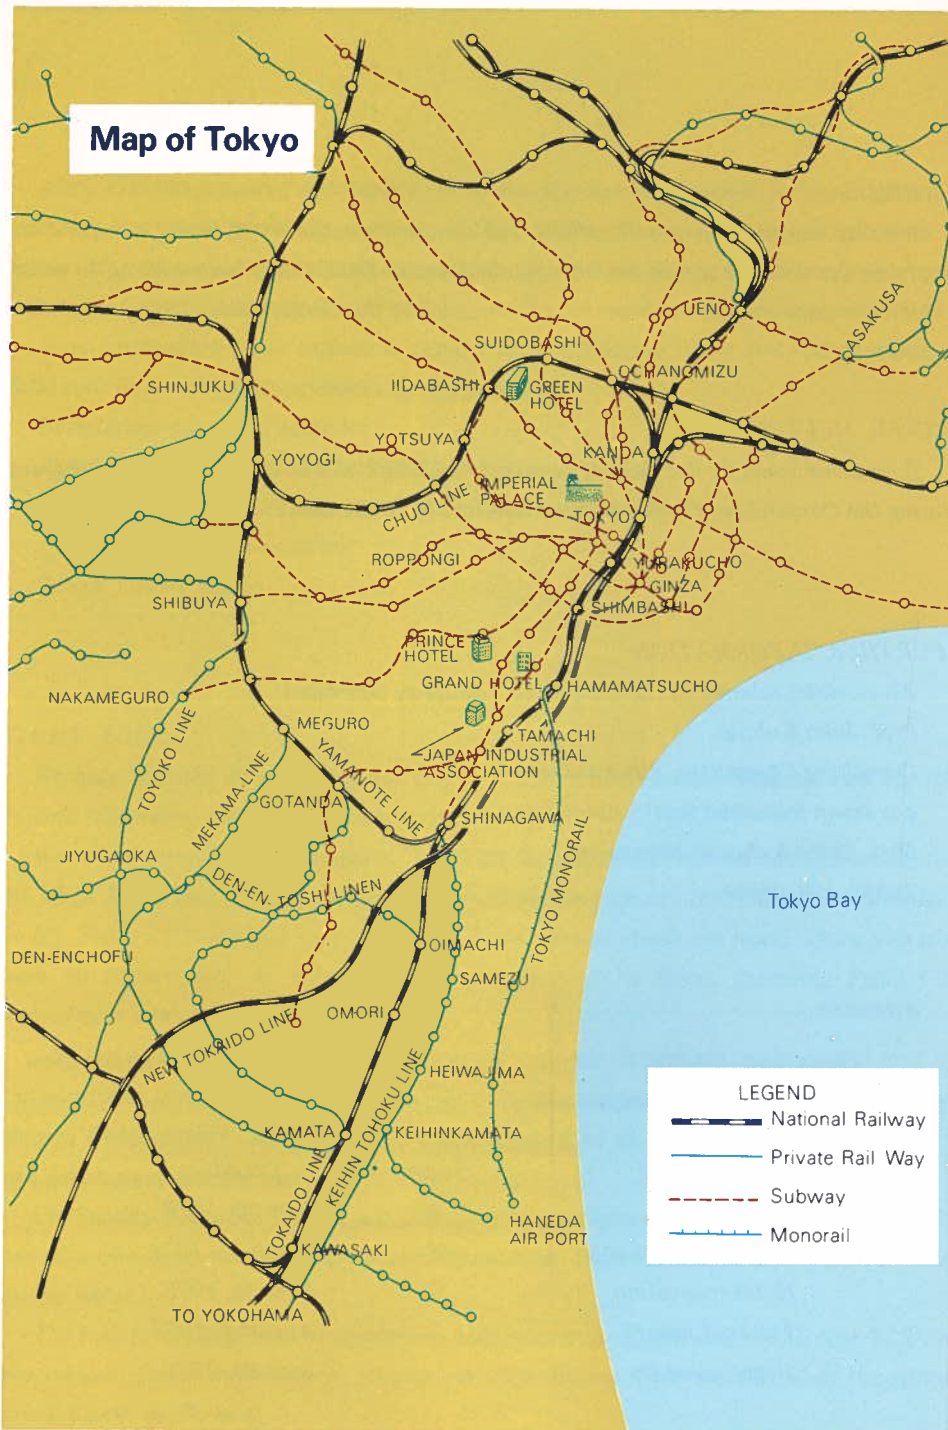 Map of Tokyo
UENO
ASAKUSA
SUIDOBASHI
OCHANOMIZU
SHINJUKU
IIDABASHI
GREEN
HOTEL
YOTSUYA
KANDA
YOYOGI
IMPERIAL
PALACE
CHUO LINE
TOKYO
ROPPONGI
YURAKUCHO
GINZA
SHIBUYA
SHIMBASHI
PRINCE
HOTEL
GRAND HOTEL
HAMAMATSUCHO
NAKAMEGURO
MEGURO
TAMACHI
JAPAN INDUSTRIAL
ASSOCIATION
TOYOKO LINE
MEKAMA-LINE
YAMANOTE LINE
GOTANDA
SHINAGAWA
JIYUGAOKA
DEN-EN. TOSHI LINEN
TOKYO MONORAIL
Tokyo Bay
DEN-ENCHOFU
OIMACHI
SAMEZU
OMORI
NEW TOKAIDO LINE
HEIWAJIMA
KEIHIN TOHOKU LINE
KAMATA
KEIHINKAMATA
TOKAIDO LINE
HANEDA
AIR PORT
KAWASAKI
TO YOKOHAMA
LEGEND
National Railway
Private Rail Way
Subway
Monorail